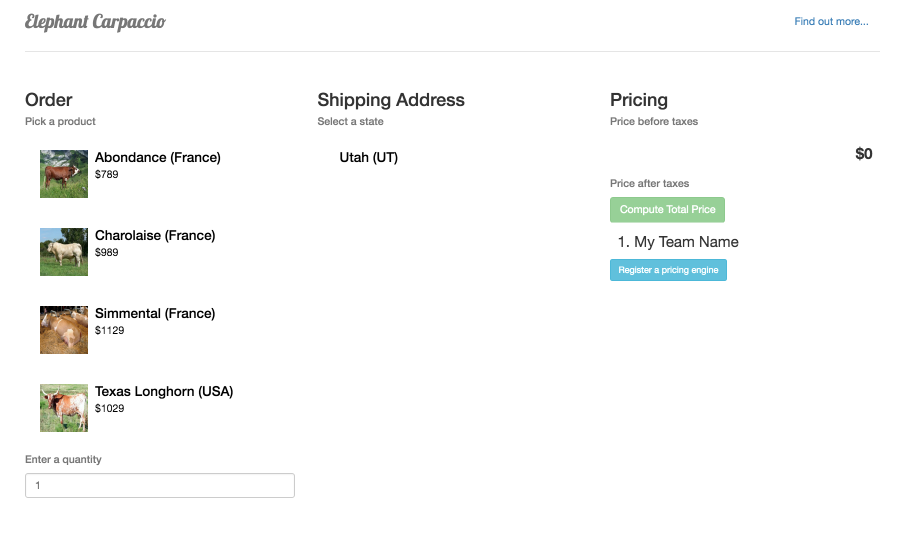 Elephant Carpaccio
Find out more...
Order
Pick a product
Abondance (France)
$789
Charolaise (France)
$989
Simmental (France)
$1129
Texas Longhorn (USA)
$1029
Enter a quantity
1
Shipping Address
Select a state
Utah (UT)
Pricing
Price before taxes
$0
Price after taxes
Compute Total Price
1. My Team Name
Register a pricing engine